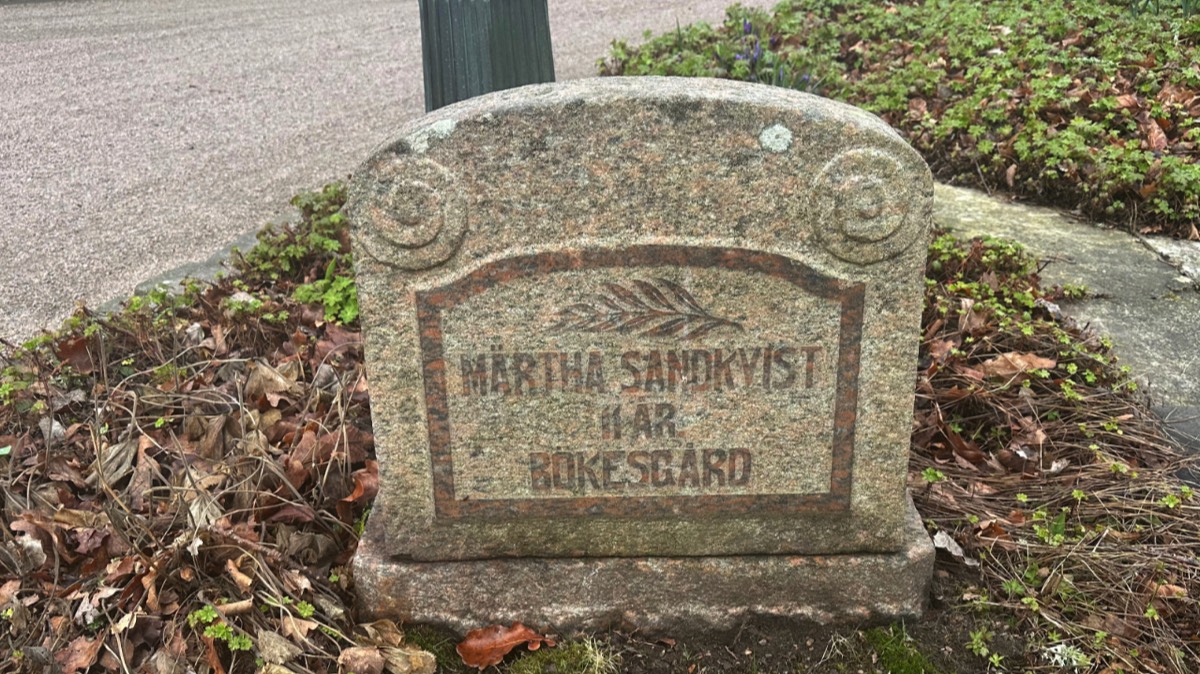 MÄRTHA SANDKVIST
11 ÅR
BOKESGÅRD